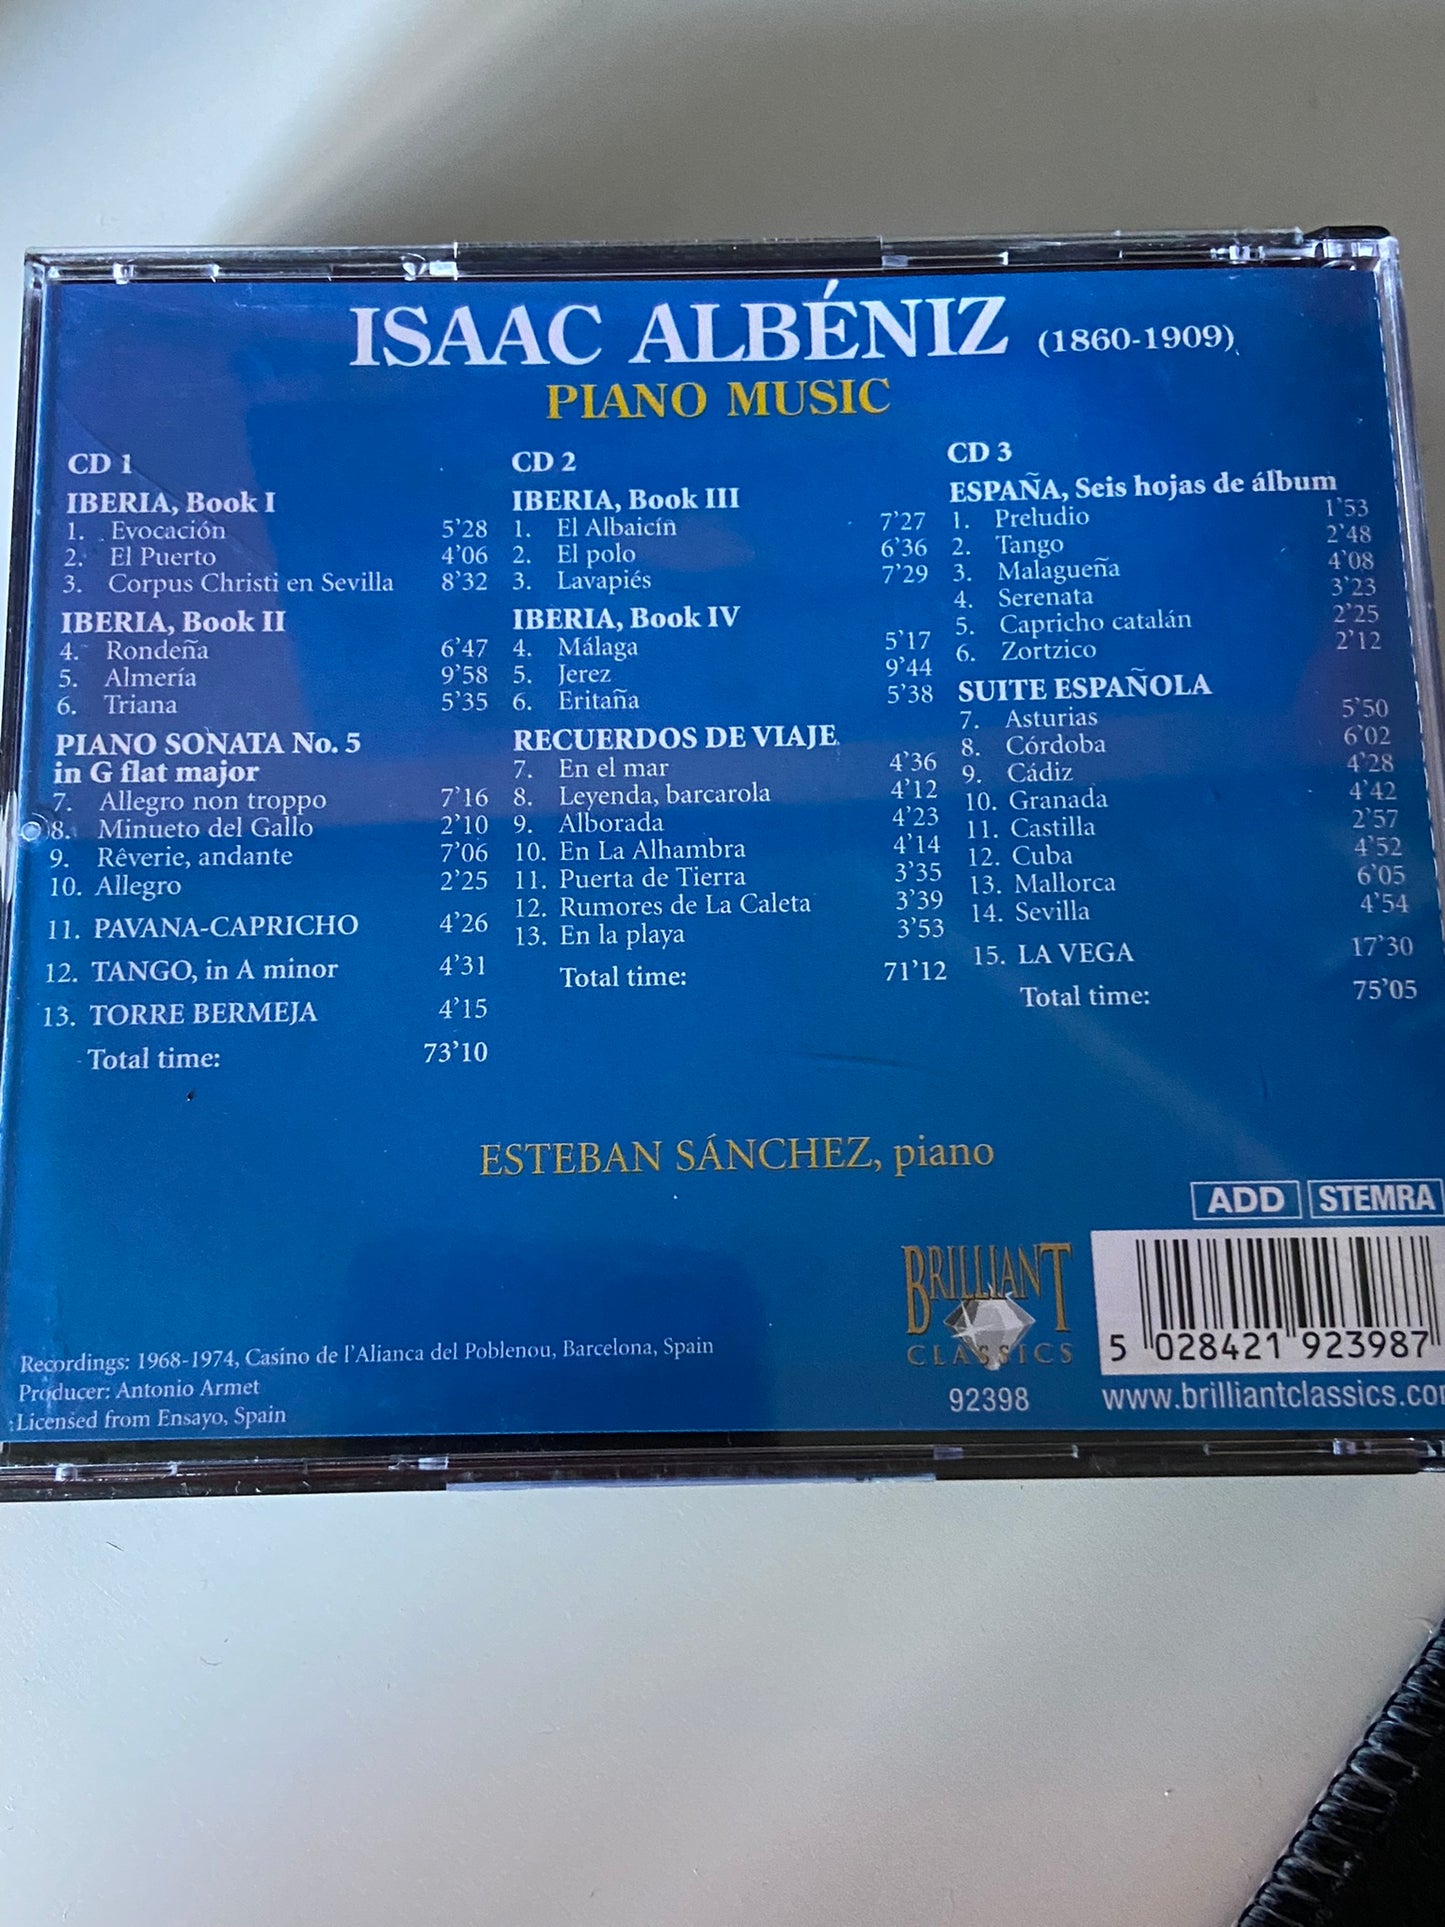 ISAAC ALBÉNIZ (1860-1909)
PIANO MUSIC
CD 1
IBERIA, Book I
1. Evocación 5’28
2. El Puerto 4’06
3. Corpus Christi en Sevilla 8’32
IBERIA, Book II
4. Rondeña 6’47
5. Almería 9’58
6. Triana 5’35
PIANO SONATA No. 5
in G flat major
7. Allegro non troppo 7’16
8. Minueto del Gallo 2’10
9. Rêverie, andante 7’06
10. Allegro 2’25
11. PAVANA-CAPRICHO 4’26
12. TANGO, in A minor 4’31
13. TORRE BERMEJA 4’15
Total time: 73’10
CD 2
IBERIA, Book III
1. El Albaicín 7’27
2. El polo 6’36
3. Lavapiés 7’29
IBERIA, Book IV
4. Málaga 5’17
5. Jerez 9’44
6. Eritaña 5’38
RECUERDOS DE VIAJE
7. En el mar 4’36
8. Leyenda, barcarola 4’12
9. Alborada 4’23
10. En La Alhambra 4’14
11. Puerta de Tierra 3’35
12. Rumores de La Caleta 3’39
13. En la playa 3’53
Total time: 71’12
CD 3
ESPAÑA, Seis hojas de álbum
1. Preludio 1’53
2. Tango 2’48
3. Malagueña 4’08
4. Serenata 3’23
5. Capricho catalán 2’25
6. Zortzico 2’12
SUITE ESPAÑOLA
7. Asturias 5’50
8. Córdoba 6’02
9. Cádiz 4’28
10. Granada 4’42
11. Castilla 2’57
12. Cuba 4’52
13. Mallorca 6’05
14. Sevilla 4’54
15. LA VEGA 17’30
Total time: 75’05
ESTEBAN SÁNCHEZ, piano
ADD STEMRA
BRILLIANT
CLASSICS
92398
5 028421 923987
www.brilliantclassics.co
Recordings: 1968-1974, Casino de l’Alianca del Poblenou, Barcelona, Spain
Producer: Antonio Armet
Licensed from Ensayo, Spain